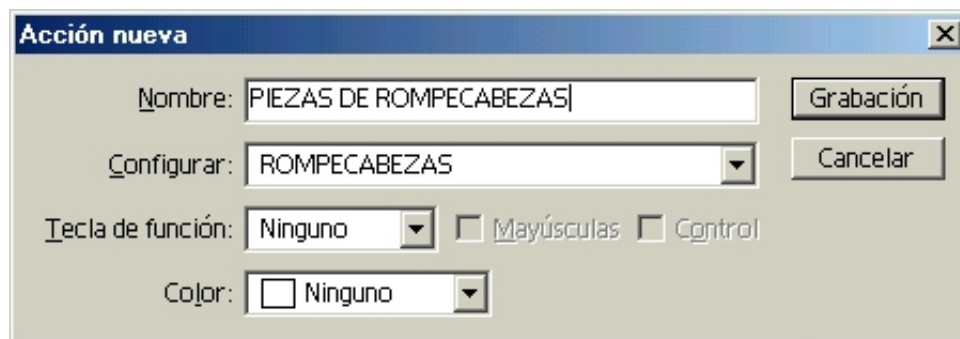 Acción nueva
Nombre: PIEZAS DE ROMPECABEZAS Grabación
Configurar: ROMPECABEZAS Cancelar
Tecla de función: Ninguno Mayúsculas Control
Color: Ninguno